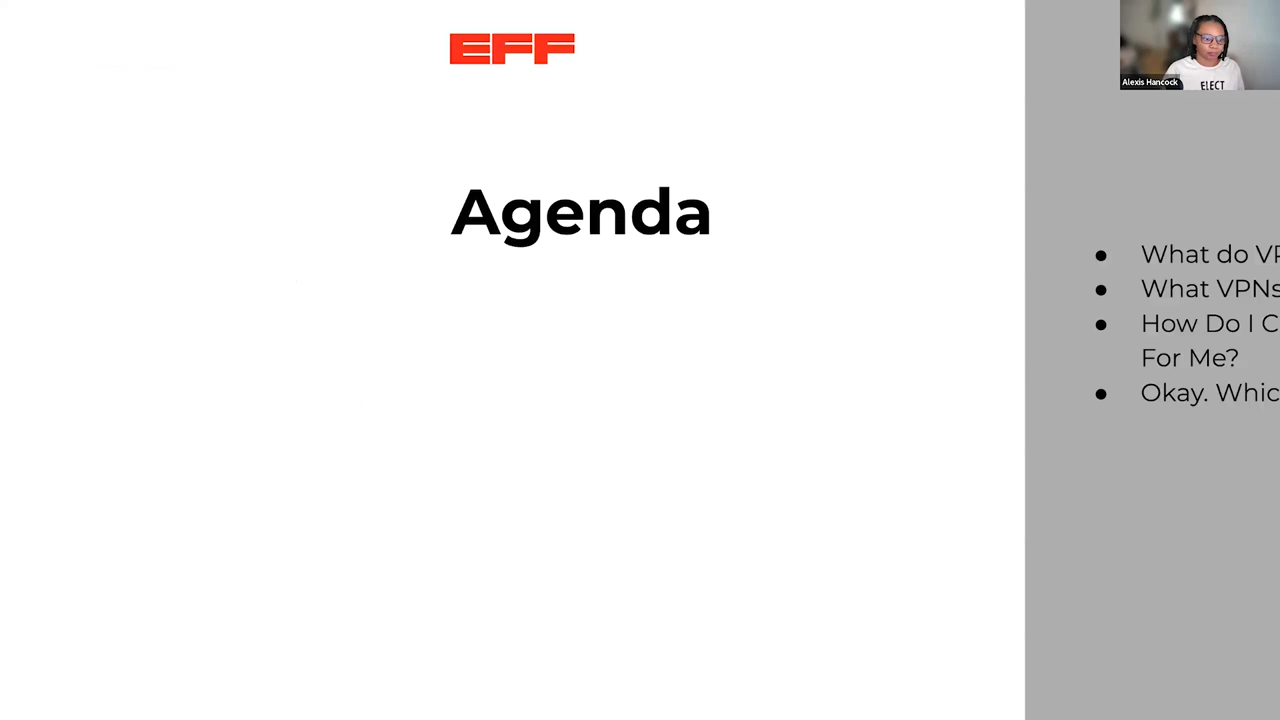 EFF
Alexis Hancock
ELECT
Agenda
● What do VP
● What VPNs
● How Do I C
For Me?
● Okay. Whic